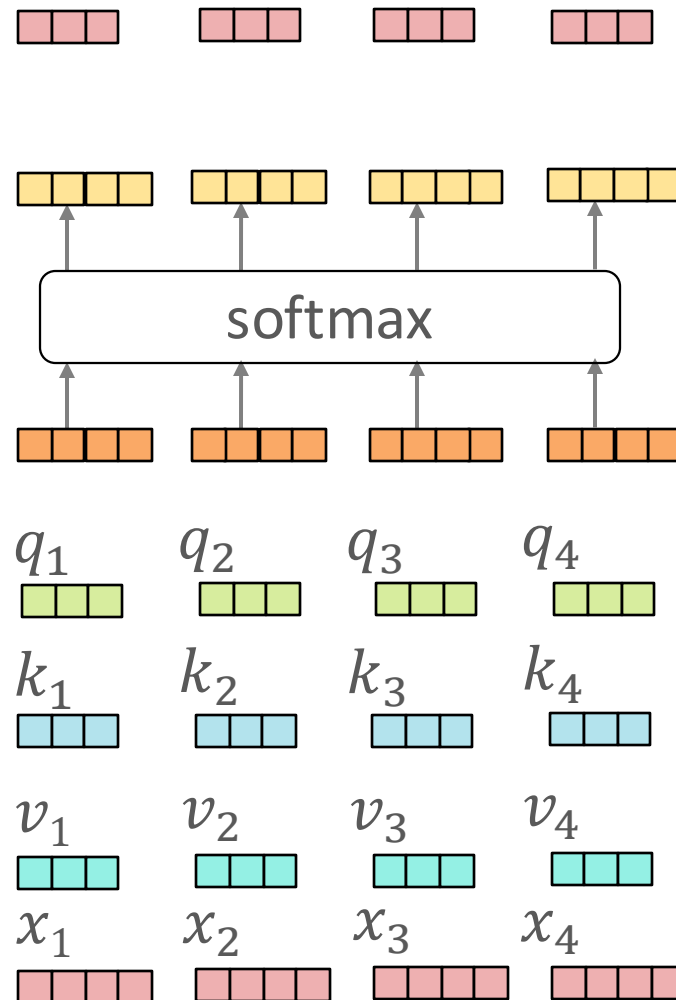 softmax
q₁ q₂ q₃ q₄
k₁ k₂ k₃ k₄
v₁ v₂ v₃ v₄
x₁ x₂ x₃ x₄